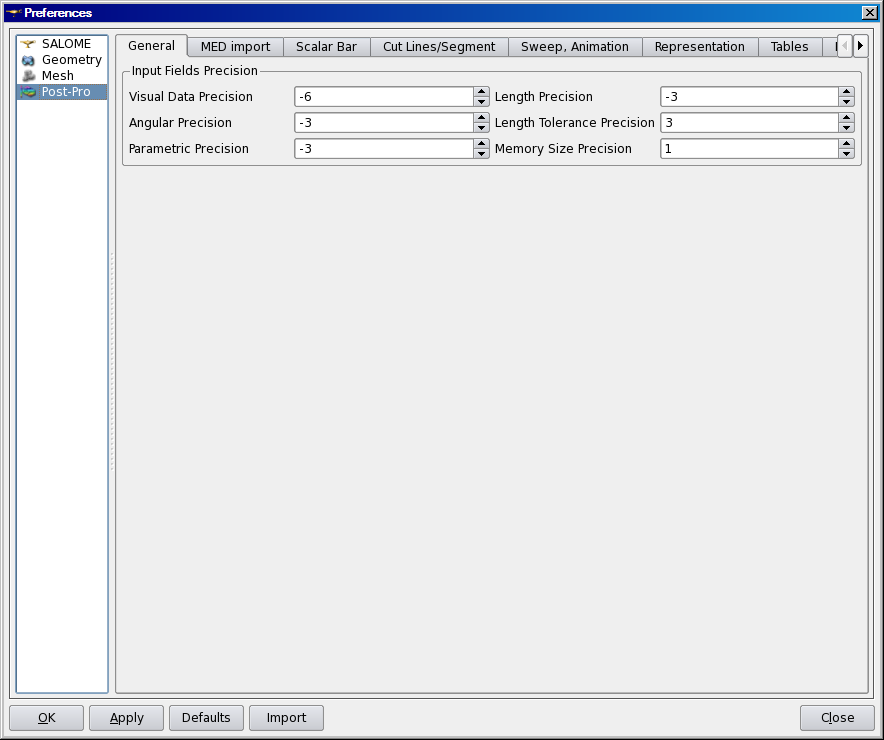 Preferences
SALOME
Geometry
Mesh
Post-Pro
General MED import Scalar Bar Cut Lines/Segment Sweep, Animation Representation Tables
Input Fields Precision
Visual Data Precision -6 Length Precision -3
Angular Precision -3 Length Tolerance Precision 3
Parametric Precision -3 Memory Size Precision 1
OK Apply Defaults Import Close